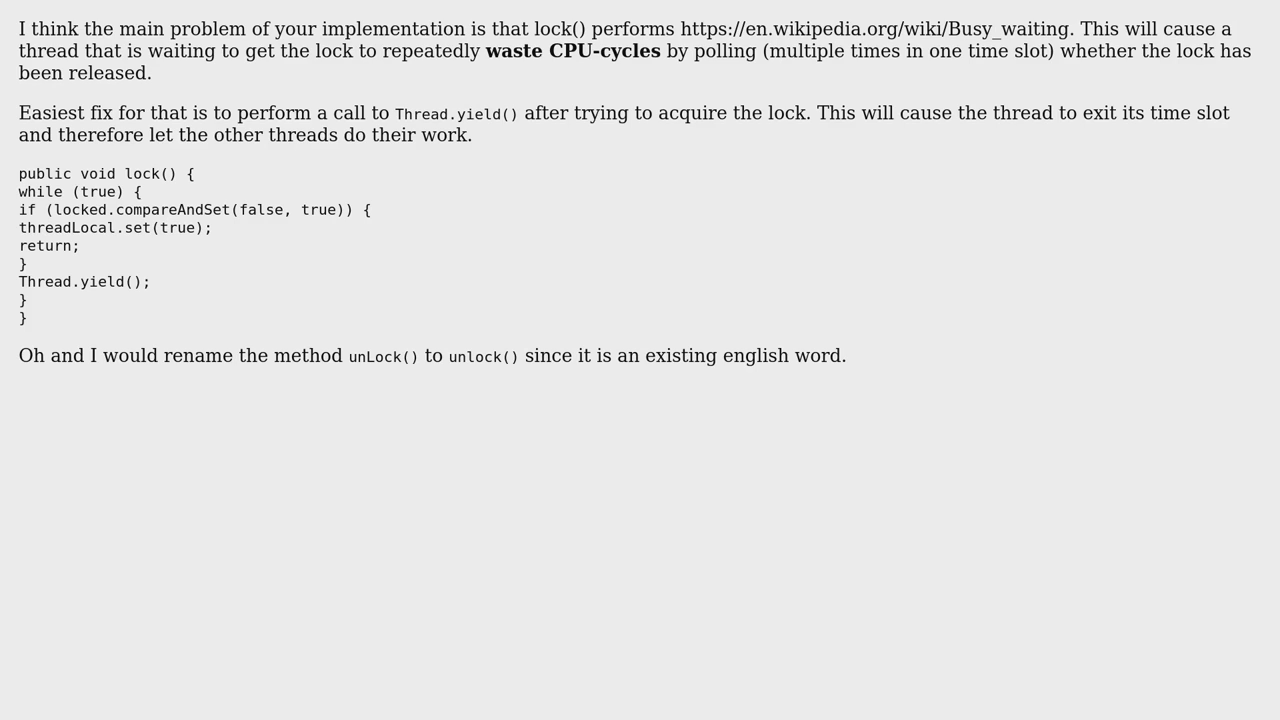 I think the main problem of your implementation is that lock() performs https://en.wikipedia.org/wiki/Busy_waiting. This will cause a
thread that is waiting to get the lock to repeatedly waste CPU-cycles by polling (multiple times in one time slot) whether the lock has
been released.
Easiest fix for that is to perform a call to Thread.yield() after trying to acquire the lock. This will cause the thread to exit its time slot
and therefore let the other threads do their work.
public void lock() {
while (true) {
if (locked.compareAndSet(false, true)) {
threadLocal.set(true);
return;
}
Thread.yield();
}
}
Oh and I would rename the method unLock() to unlock() since it is an existing english word.